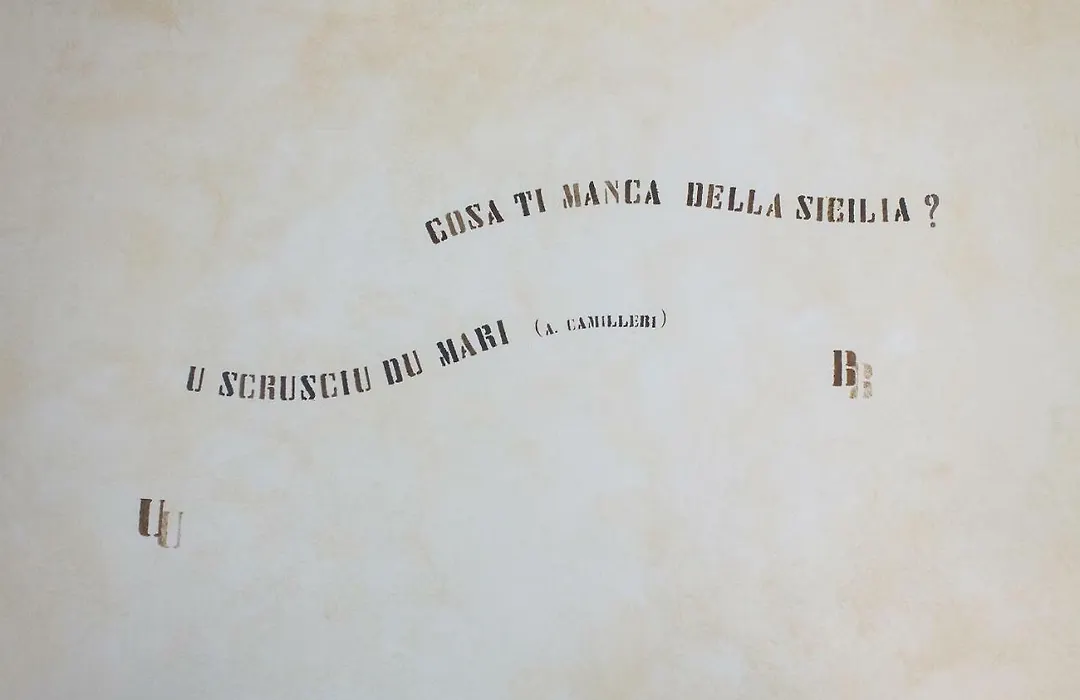 COSA TI MANCA DELLA SICILIA ?
U SCRUSCIU DU MARI (A. CAMILLERI)
B B
U U